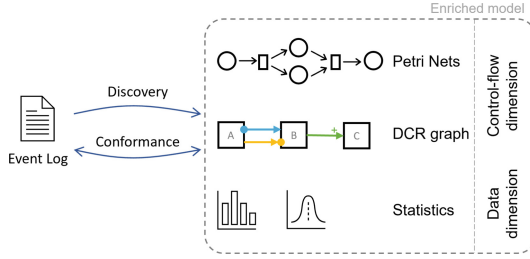 Enriched model
Discovery
Conformance
Event Log
Petri Nets
A
B
+
C
DCR graph
Statistics
Control-flow
dimension
Data
dimension